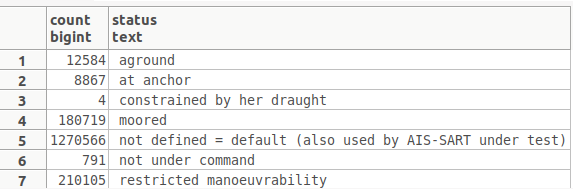 count status
bigint text
1 12584 aground
2 8867 at anchor
3 4 constrained by her draught
4 180719 moored
5 1270566 not defined = default (also used by AIS-SART under test)
6 791 not under command
7 210105 restricted manoeuvrability